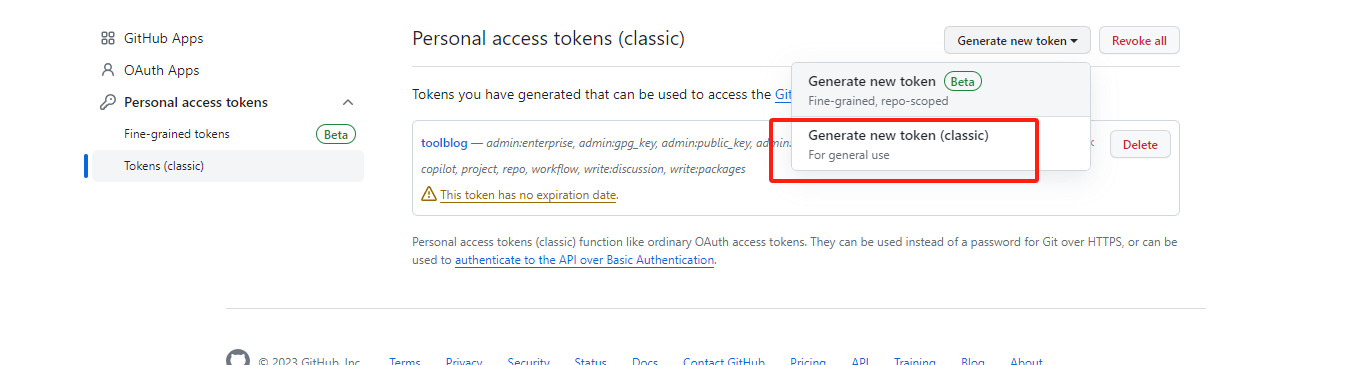 GitHub Apps
OAuth Apps
Personal access tokens
Fine-grained tokens Beta
Tokens (classic)
Personal access tokens (classic)
Generate new token
Revoke all
Generate new token Beta
Fine-grained, repo-scoped
Generate new token (classic)
For general use
Tokens you have generated that can be used to access the Git
toolblog — admin:enterprise, admin:gpg_key, admin:public_key, admin:
Delete
copilot, project, repo, workflow, write:discussion, write:packages
This token has no expiration date.
Personal access tokens (classic) function like ordinary OAuth access tokens. They can be used instead of a password for Git over HTTPS, or can be
used to authenticate to the API over Basic Authentication.
© 2023 GitHub, Inc. Terms Privacy Security Status Docs Contact GitHub Pricing API Training Blog About